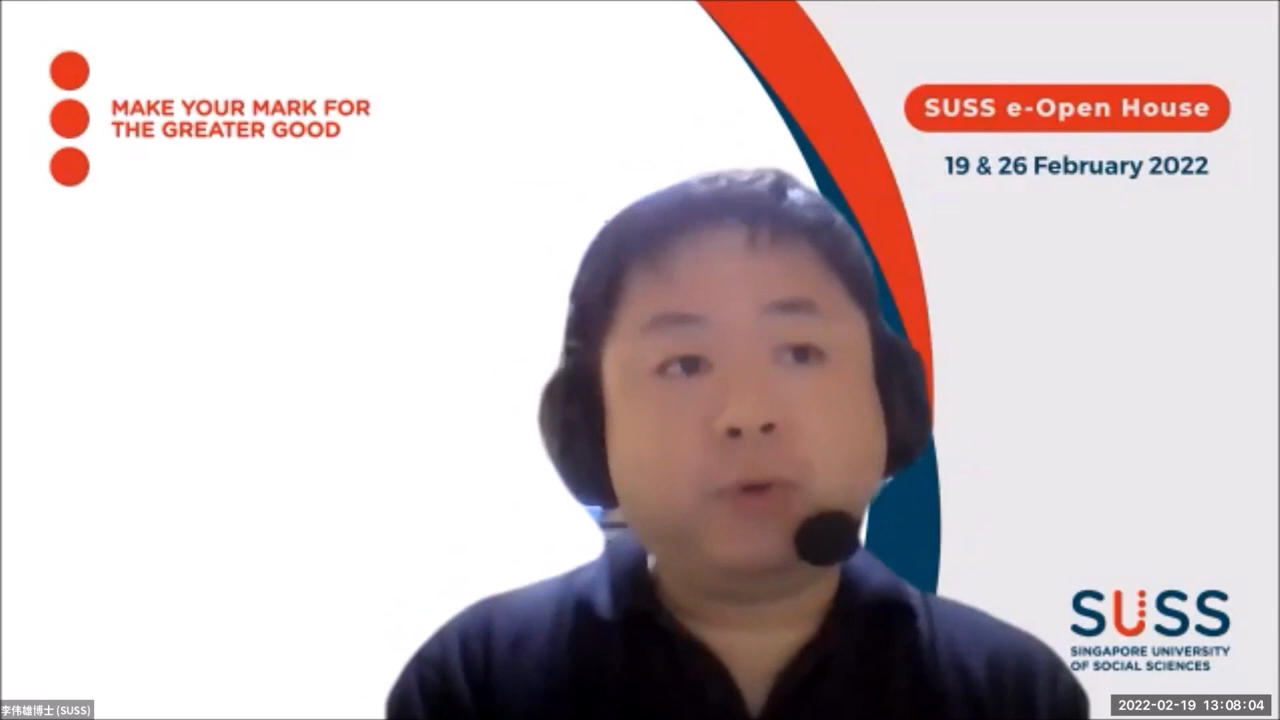 MAKE YOUR MARK FOR
THE GREATER GOOD
SUSS e-Open House
19 & 26 February 2022
SUSS
SINGAPORE UNIVERSITY
OF SOCIAL SCIENCES
李伟雄博士 (SUSS)
2022-02-19 13:08:04